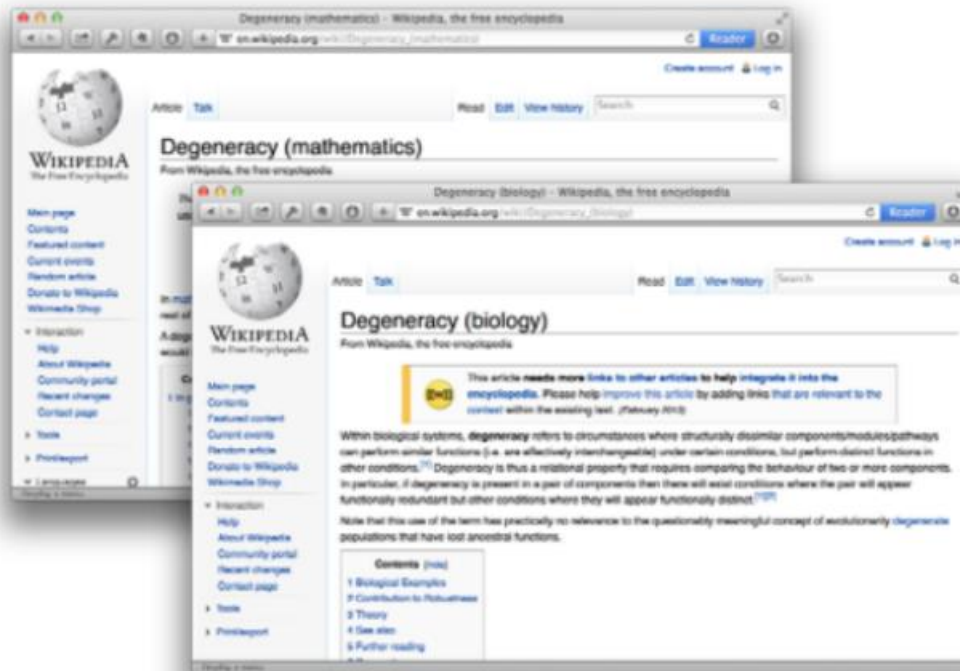 Degeneracy (mathematics) - Wikipedia, the free encyclopedia
en.wikipedia.org/wiki/Degeneracy_(mathematics)
Reader
Create account Log in
Article Talk
Read Edit View history Search
WIKIPEDIA
The Free Encyclopedia
Degeneracy (mathematics)
From Wikipedia, the free encyclopedia
Main page
Contents
Featured content
Current events
Random article
Donate to Wikipedia
Wikimedia Shop
Interaction
Help
About Wikipedia
Community portal
Recent changes
Contact page
Tools
Print/export
Languages
Degeneracy (biology) - Wikipedia, the free encyclopedia
en.wikipedia.org/wiki/Degeneracy_(biology)
Reader
Create account Log in
Article Talk
Read Edit View history Search
WIKIPEDIA
The Free Encyclopedia
Degeneracy (biology)
From Wikipedia, the free encyclopedia
This article needs more links to other articles to help integrate it into the
encyclopedia. Please help improve this article by adding links that are relevant to the
context within the existing text. (February 2013)
Within biological systems, degeneracy refers to circumstances where structurally dissimilar components/modules/pathways
can perform similar functions (i.e. are effectively interchangeable) under certain conditions, but perform distinct functions in
other conditions.[1] Degeneracy is thus a relational property that requires comparing the behaviour of two or more components.
In particular, if degeneracy is present in a pair of components then there will exist conditions where the pair will appear
functionally redundant but other conditions where they will appear functionally distinct.[1][2]
Note that this use of the term has practically no relevance to the questionably meaningful concept of evolutionarily degenerate
populations that have lost ancestral functions.
Contents [hide]
1 Biological Examples
2 Contribution to Robustness
3 Theory
4 See also
5 Further reading
Main page
Contents
Featured content
Current events
Random article
Donate to Wikipedia
Wikimedia Shop
Interaction
Help
About Wikipedia
Community portal
Recent changes
Contact page
Tools
Print/export